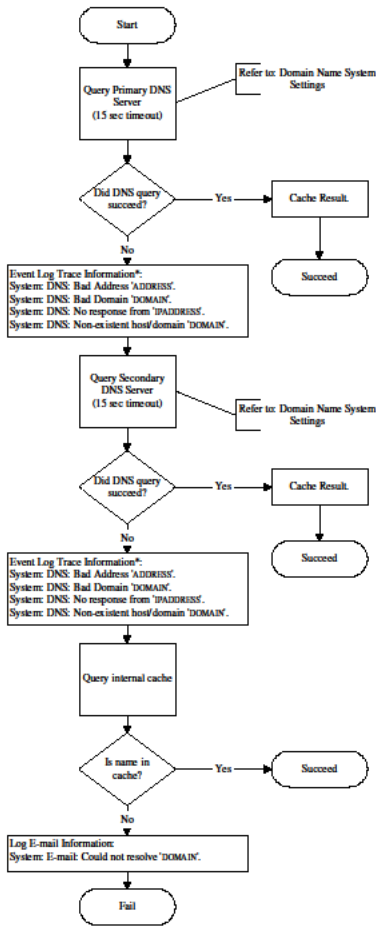 Start
Query Primary DNS
Server
(15 sec timeout)
Refer to: Domain Name System
Settings
Did DNS query
succeed?
Yes
Cache Result.
No
Succeed
Event Log Trace Information*:
System: DNS: Bad Address 'ADDRESS'.
System: DNS: Bad Domain 'DOMAIN'.
System: DNS: No response from 'IPADDRESS'.
System: DNS: Non-existent host/domain 'DOMAIN'.
Query Secondary
DNS Server
(15 sec timeout)
Refer to: Domain Name System
Settings
Did DNS query
succeed?
Yes
Cache Result.
No
Succeed
Event Log Trace Information*:
System: DNS: Bad Address 'ADDRESS'.
System: DNS: Bad Domain 'DOMAIN'.
System: DNS: No response from 'IPADDRESS'.
System: DNS: Non-existent host/domain 'DOMAIN'.
Query internal cache
Is name in
cache?
Yes
Succeed
No
Log E-mail Information:
System: E-mail: Could not resolve 'DOMAIN'.
Fail